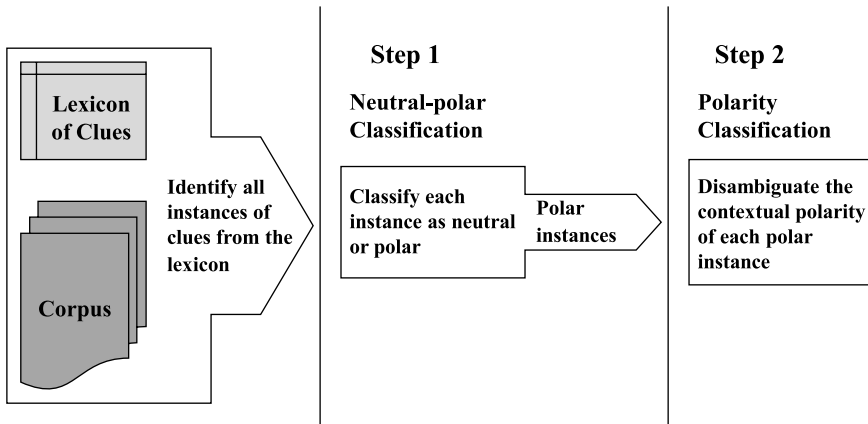 Lexicon
of Clues
Corpus
Identify all
instances of
clues from the
lexicon
Step 1
Neutral-polar
Classification
Classify each
instance as neutral
or polar
Polar
instances
Step 2
Polarity
Classification
Disambiguate the
contextual polarity
of each polar
instance